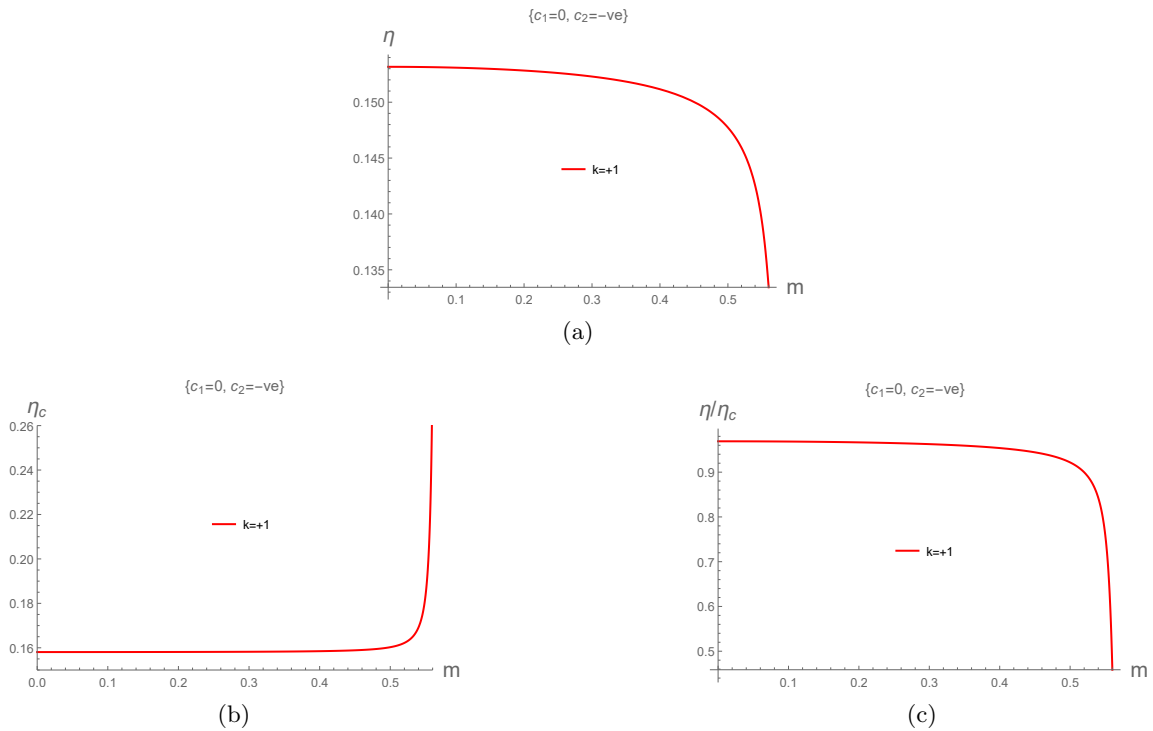 {c₁=0, c₂=−ve}
η
0.150
0.145
k=+1
0.140
0.135
0.1 0.2 0.3 0.4 0.5 m
(a)
{c₁=0, c₂=−ve}
η_c
0.26
0.24
0.22
k=+1
0.20
0.18
0.16
0.0 0.1 0.2 0.3 0.4 0.5 m
(b)
{c₁=0, c₂=−ve}
η/η_c
0.9
0.8
0.7
k=+1
0.6
0.5
0.1 0.2 0.3 0.4 0.5 m
(c)